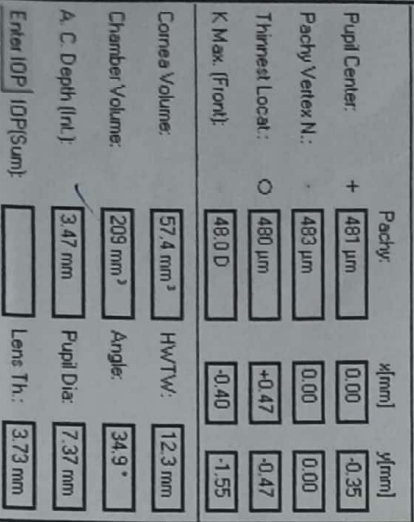 Pachy: x[mm] y[mm]
Pupil Center: + 481 µm 0.00 -0.35
Pachy Vertex N.: · 483 µm 0.00 0.00
Thinnest Locat.: O 480 µm +0.47 -0.47
K Max. (Front): 48.0 D -0.40 -1.55
Cornea Volume: 57.4 mm³ HWTW: 12.3 mm
Chamber Volume: 209 mm³ Angle: 34.9 °
A. C. Depth (Int.): 3.47 mm Pupil Dia: 7.37 mm
Enter IOP IOP(Sum): Lens Th.: 3.73 mm